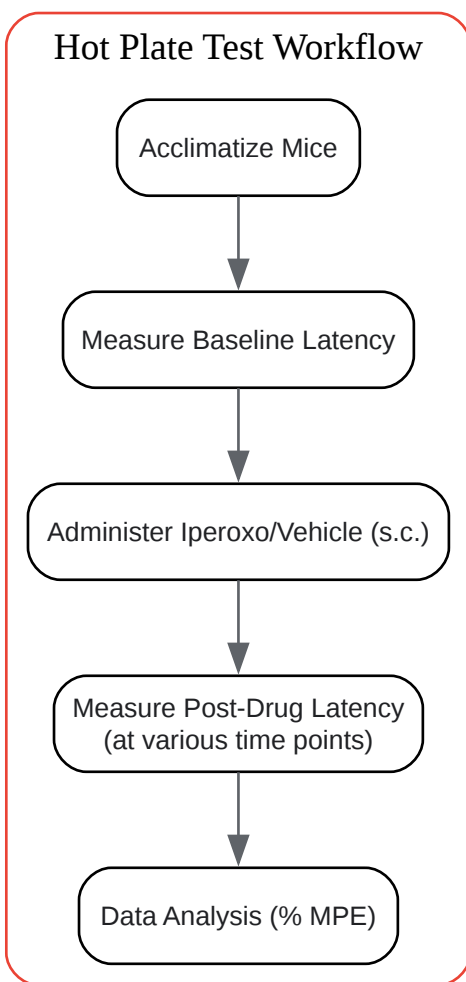 Hot Plate Test Workflow
Acclimatize Mice
Measure Baseline Latency
Administer Iperoxo/Vehicle (s.c.)
Measure Post-Drug Latency
(at various time points)
Data Analysis (% MPE)